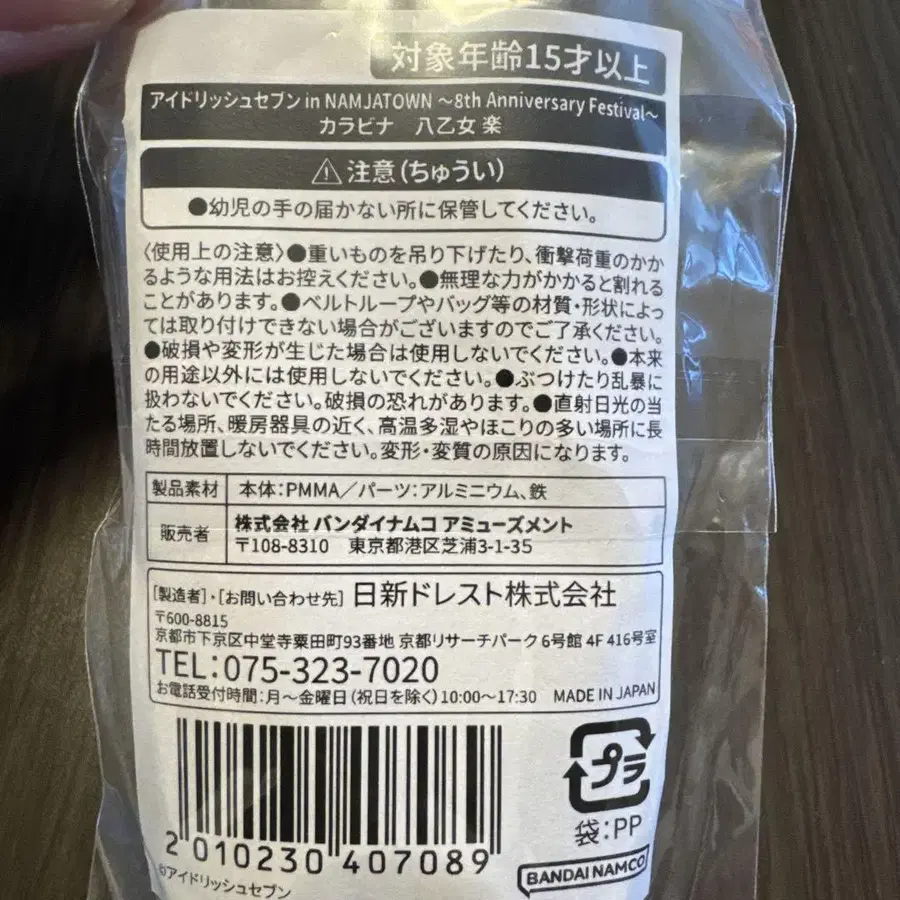 対象年齢15才以上
アイドリッシュセブン in NAMJATOWN ～8th Anniversary Festival～
カラビナ 八乙女 楽
⚠注意（ちゅうい）
●幼児の手の届かない所に保管してください。
〈使用上の注意〉●重いものを吊り下げたり、衝撃荷重のかか
るような用法はお控えください。●無理な力がかかると割れる
ことがあります。●ベルトループやバッグ等の材質・形状によっ
ては取り付けできない場合がございますのでご了承ください。
●破損や変形が生じた場合は使用しないでください。●本来
の用途以外には使用しないでください。●ぶつけたり乱暴に
扱わないでください。破損の恐れがあります。●直射日光の当
たる場所、暖房器具の近く、高温多湿やほこりの多い場所に長
時間放置しないでください。変形・変質の原因になります。
製品素材 本体：PMMA／パーツ：アルミニウム、鉄
販売者 株式会社 バンダイナムコ アミューズメント
〒108-8310 東京都港区芝浦3-1-35
［製造者］・［お問い合わせ先］ 日新ドレスト株式会社
〒600-8815
京都市下京区中堂寺粟田町93番地 京都リサーチパーク 6号館 4F 416号室
TEL：075-323-7020
お電話受付時間：月～金曜日（祝日を除く）10:00～17:30 MADE IN JAPAN
プラ
袋：PP
2 010230 407089
BANDAI NAMCO
©アイドリッシュセブン